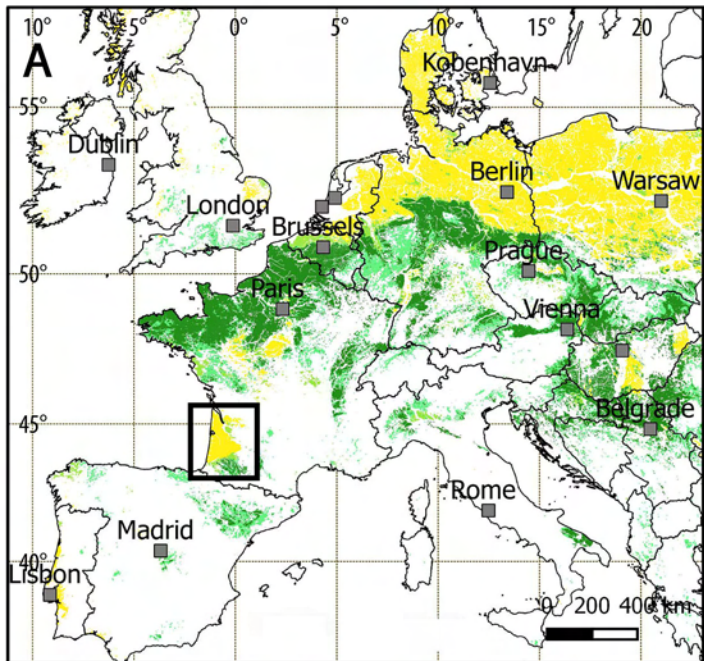 10° 5° 0° 5° 10° 15° 20°
A
Kobenhavn
55°
Dublin
Berlin
Warsaw
London
Brussels
50°
Prague
Paris
Vienna
45°
Belgrade
Rome
Madrid
40°
Lisbon
0 200 400 km